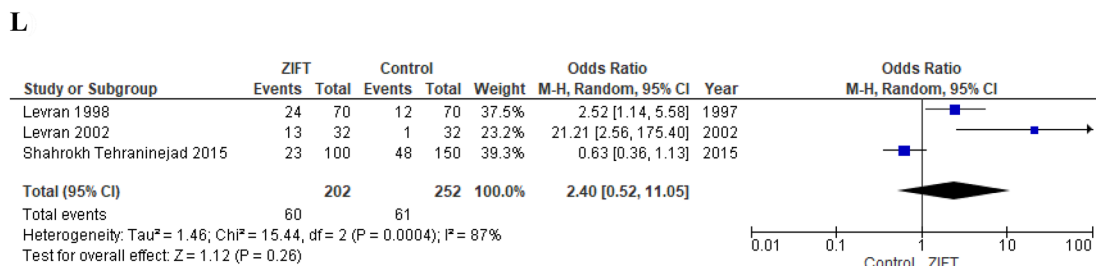 L
ZIFT Control Odds Ratio Odds Ratio
Study or Subgroup Events Total Events Total Weight M-H, Random, 95% CI Year M-H, Random, 95% CI
Levran 1998 24 70 12 70 37.5% 2.52 [1.14, 5.58] 1997
Levran 2002 13 32 1 32 23.2% 21.21 [2.56, 175.40] 2002
Shahrokh Tehraninejad 2015 23 100 48 150 39.3% 0.63 [0.36, 1.13] 2015
Total (95% CI) 202 252 100.0% 2.40 [0.52, 11.05]
Total events 60 61
Heterogeneity: Tau² = 1.46; Chi² = 15.44, df = 2 (P = 0.0004); I² = 87%
Test for overall effect: Z = 1.12 (P = 0.26)
0.01 0.1 1 10 100
Control ZIFT